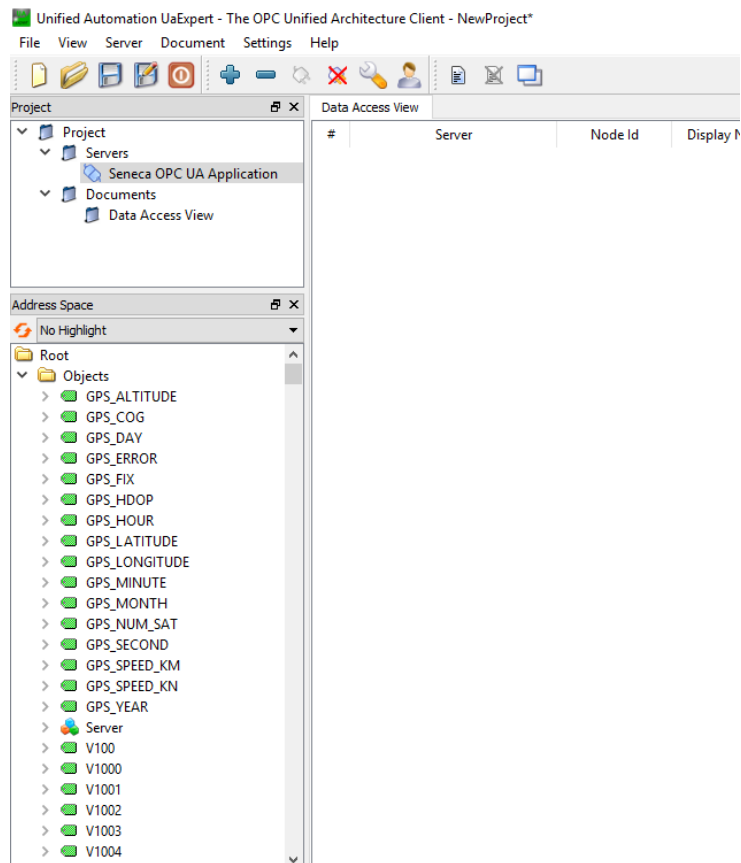 Unified Automation UaExpert - The OPC Unified Architecture Client - NewProject*
File View Server Document Settings Help
Project
Project
Servers
Seneca OPC UA Application
Documents
Data Access View
Data Access View
# Server Node Id Display N
Address Space
No Highlight
Root
Objects
GPS_ALTITUDE
GPS_COG
GPS_DAY
GPS_ERROR
GPS_FIX
GPS_HDOP
GPS_HOUR
GPS_LATITUDE
GPS_LONGITUDE
GPS_MINUTE
GPS_MONTH
GPS_NUM_SAT
GPS_SECOND
GPS_SPEED_KM
GPS_SPEED_KN
GPS_YEAR
Server
V100
V1000
V1001
V1002
V1003
V1004